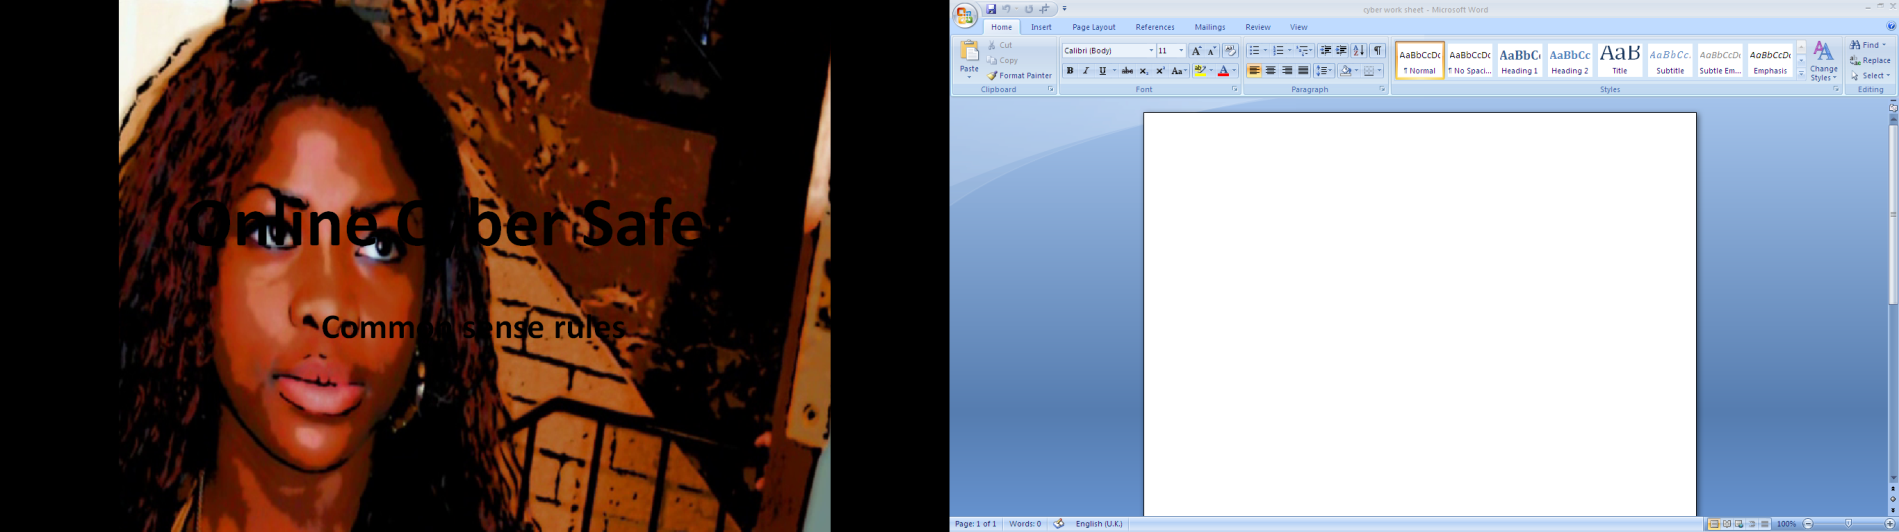 Online Cyber Safe
Common sense rules
cyber work sheet - Microsoft Word
Home Insert Page Layout References Mailings Review View
Paste
Cut
Copy
Format Painter
Clipboard
Calibri (Body) 11
Font
Paragraph
AaBbCcDc AaBbCcDc AaBbC AaBbCc AaB AaBbCc. AaBbCcDc AaBbCcDc
¶ Normal ¶ No Spaci... Heading 1 Heading 2 Title Subtitle Subtle Em... Emphasis
Styles
Change Styles
Find
Replace
Select
Editing
Page: 1 of 1 Words: 0 English (U.K.) 100%